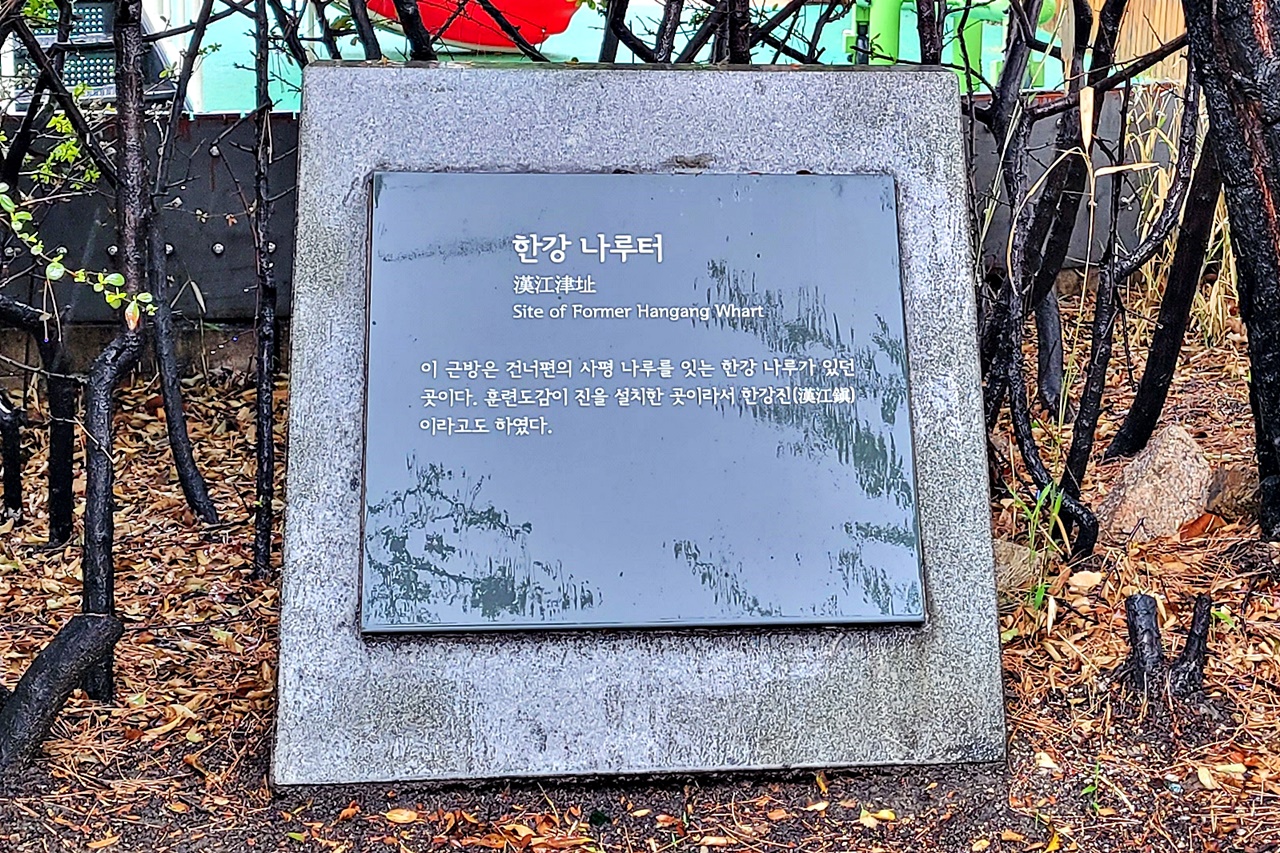 한강 나루터
漢江津址
Site of Former Hangang Whart
이 근방은 건너편의 사평 나루를 잇는 한강 나루가 있던
곳이다. 훈련도감이 진을 설치한 곳이라서 한강진(漢江鎭)
이라고도 하였다.